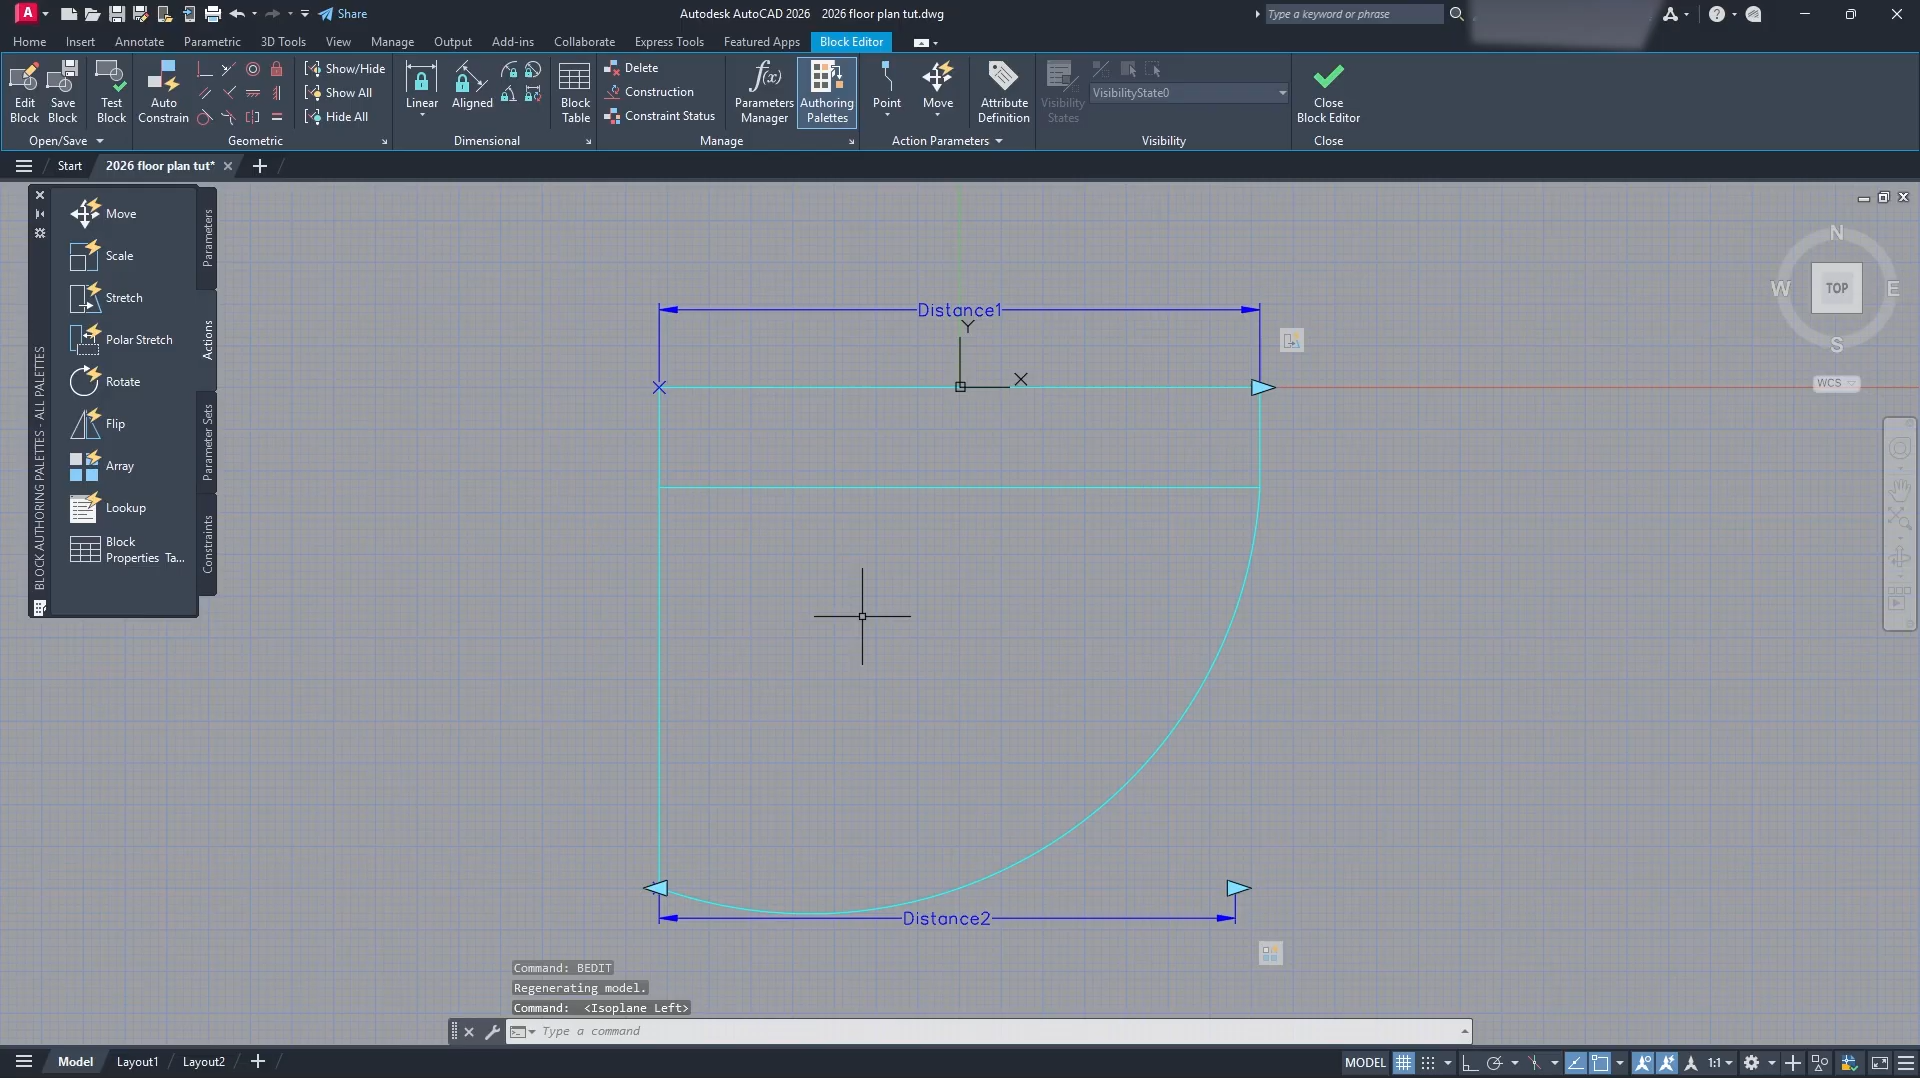 A
Share
Autodesk AutoCAD 2026 2026 floor plan tut.dwg
Type a keyword or phrase
Home Insert Annotate Parametric 3D Tools View Manage Output Add-ins Collaborate Express Tools Featured Apps Block Editor
Edit Block
Save Block
Test Block
Auto Constrain
Show/Hide
Show All
Hide All
Linear
Aligned
Block Table
Delete
Construction
Constraint Status
Parameters Manager
Authoring Palettes
Point
Move
Attribute Definition
Visibility States
VisibilityState0
Close Block Editor
Open/Save Geometric Dimensional Manage Action Parameters Visibility Close
Start 2026 floor plan tut*
Move
Scale
Stretch
Polar Stretch
Rotate
Flip
Array
Lookup
Block
Properties Ta...
Parameters
Actions
Parameter Sets
Constraints
BLOCK AUTHORING PALETTES - ALL PALETTES
Distance1
Y
X
Distance2
N
W TOP E
S
WCS
Command: BEDIT
Regenerating model.
Command: <Isoplane Left>
Type a command
Model Layout1 Layout2
MODEL 1:1